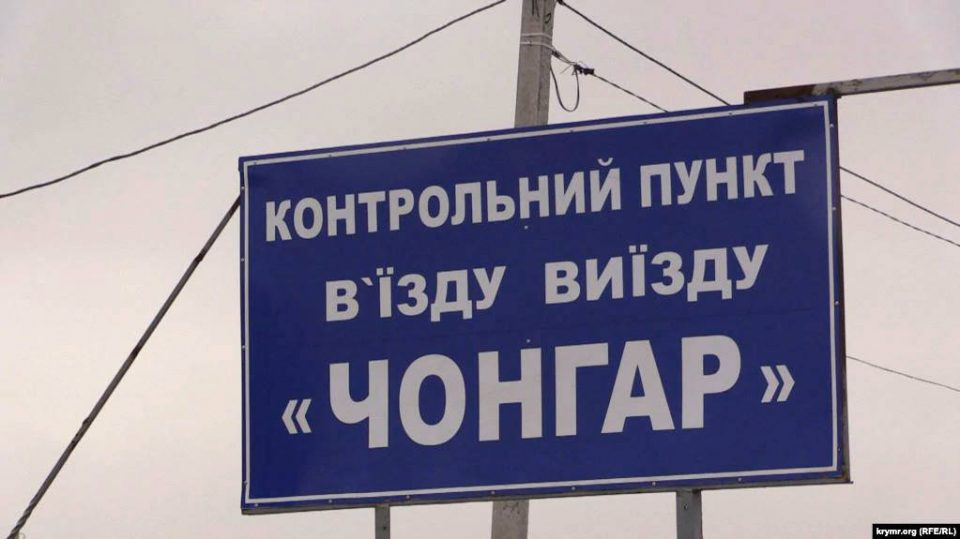 КОНТРОЛЬНИЙ ПУНКТ
В`ЇЗДУ ВИЇЗДУ
«ЧОНГАР»
krymr.org (RFE/RL)